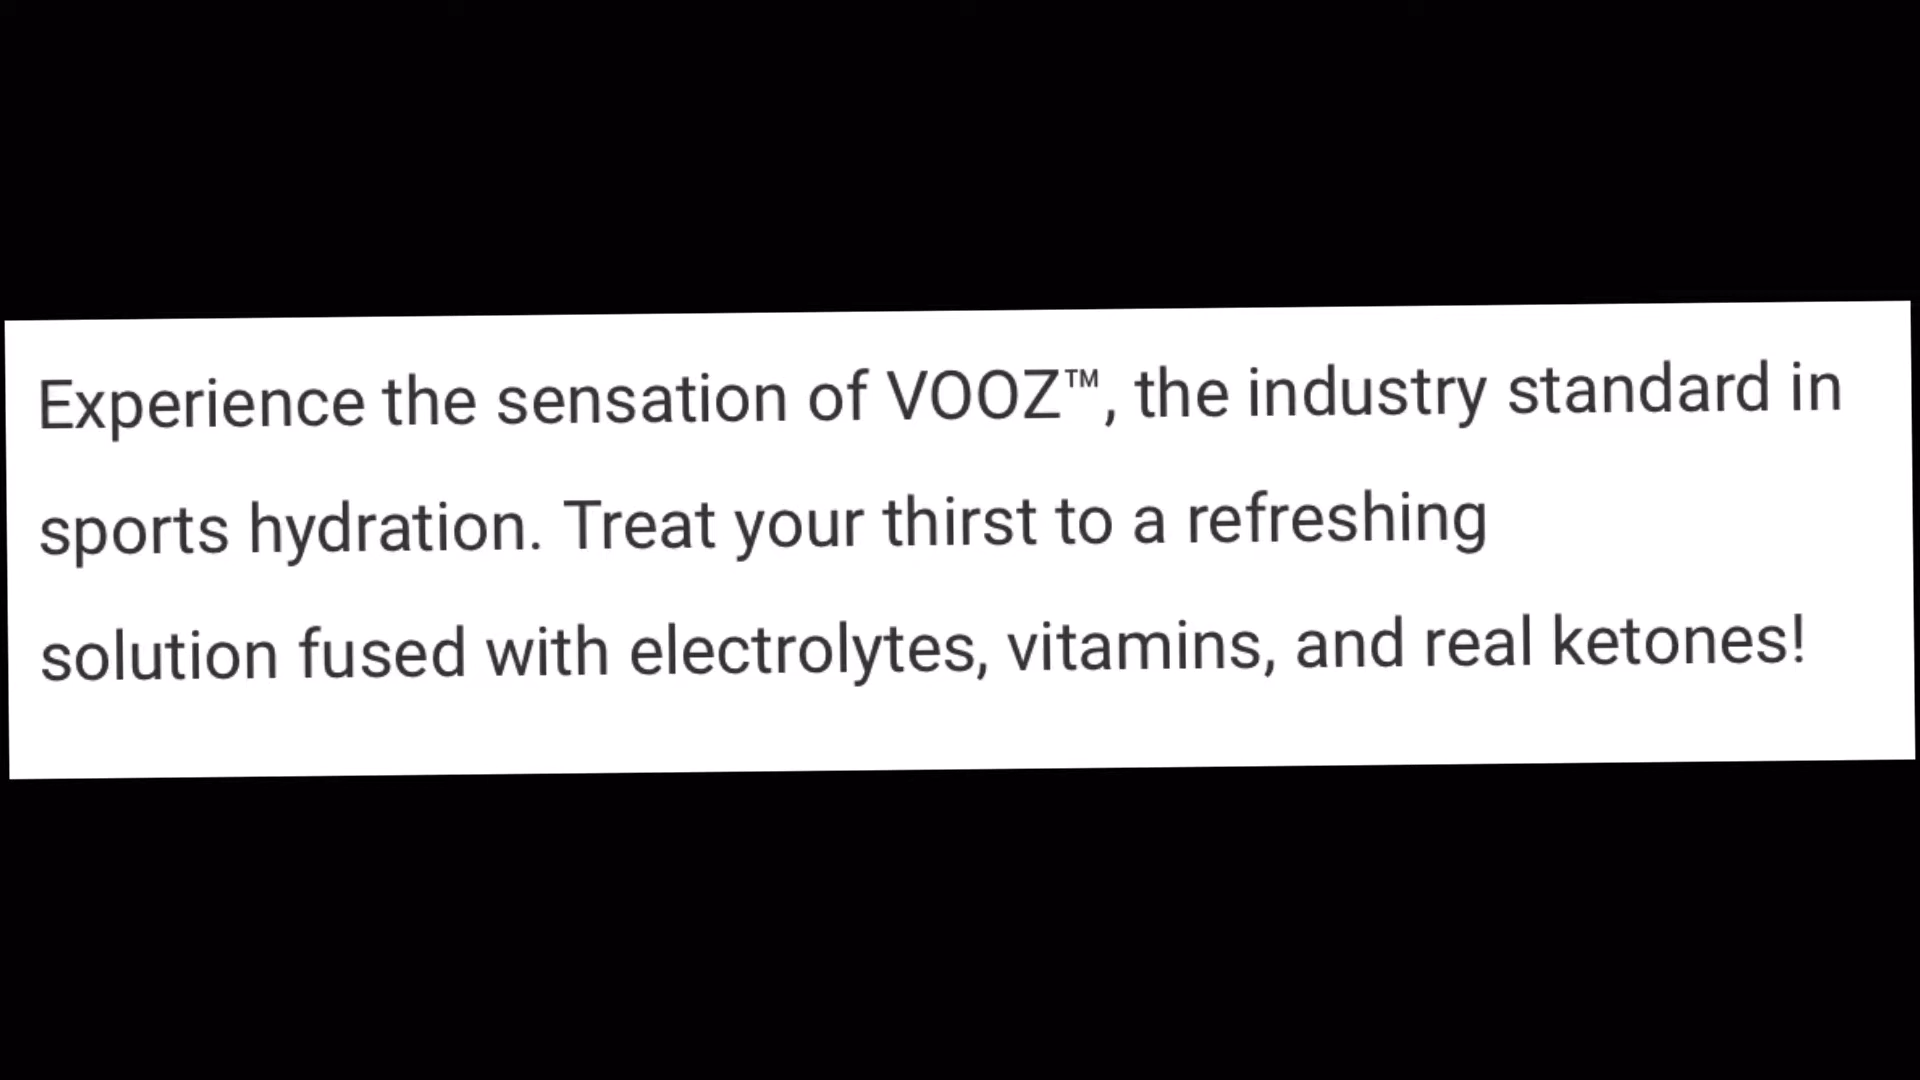 Experience the sensation of VOOZ™, the industry standard in
sports hydration. Treat your thirst to a refreshing
solution fused with electrolytes, vitamins, and real ketones!